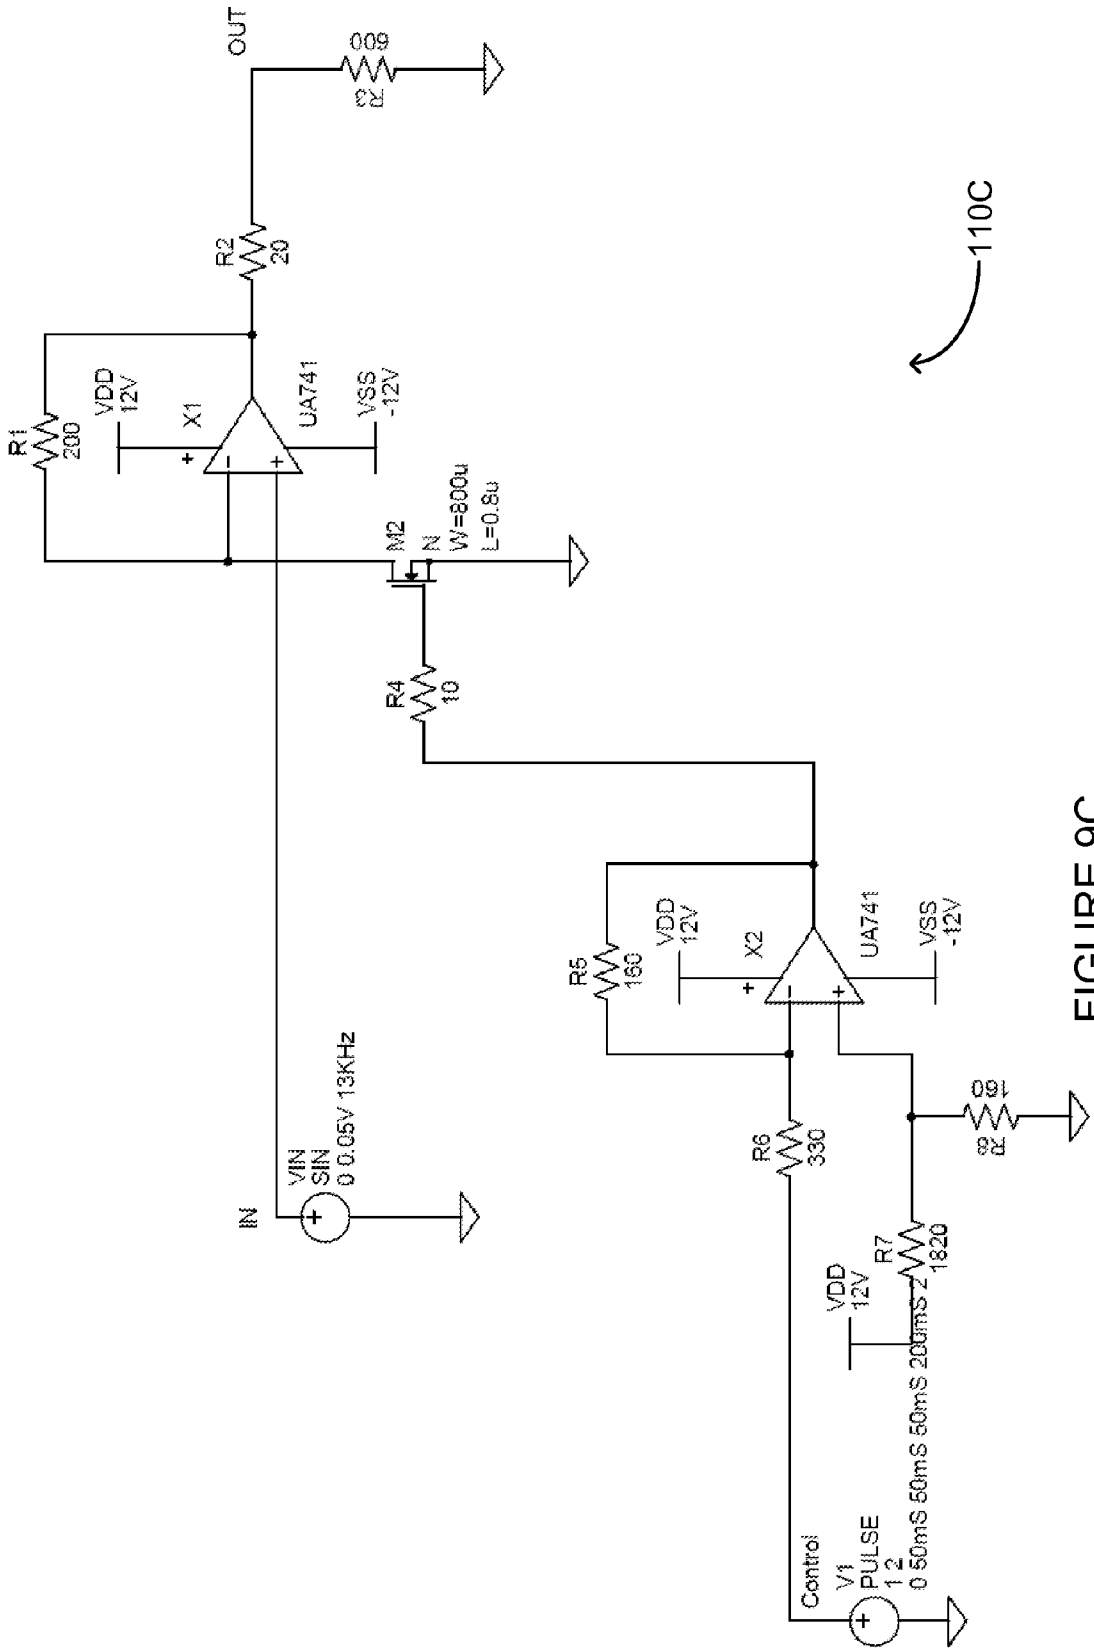 OUT
R3
600
R2
20
R1
200
VDD
12V
X1
+
-
+
UA741
VSS
-12V
M2
N
W=800u
L=0.8u
R4
10
IN
VIN
SIN
0 0.05V 13KHz
+
R5
160
VDD
12V
X2
+
-
+
UA741
VSS
-12V
R6
330
160
VDD
12V
R7
1820
Control
V1
PULSE
1 2
0 50mS 50mS 50mS 200mS 2
+
110C
FIGURE 9C